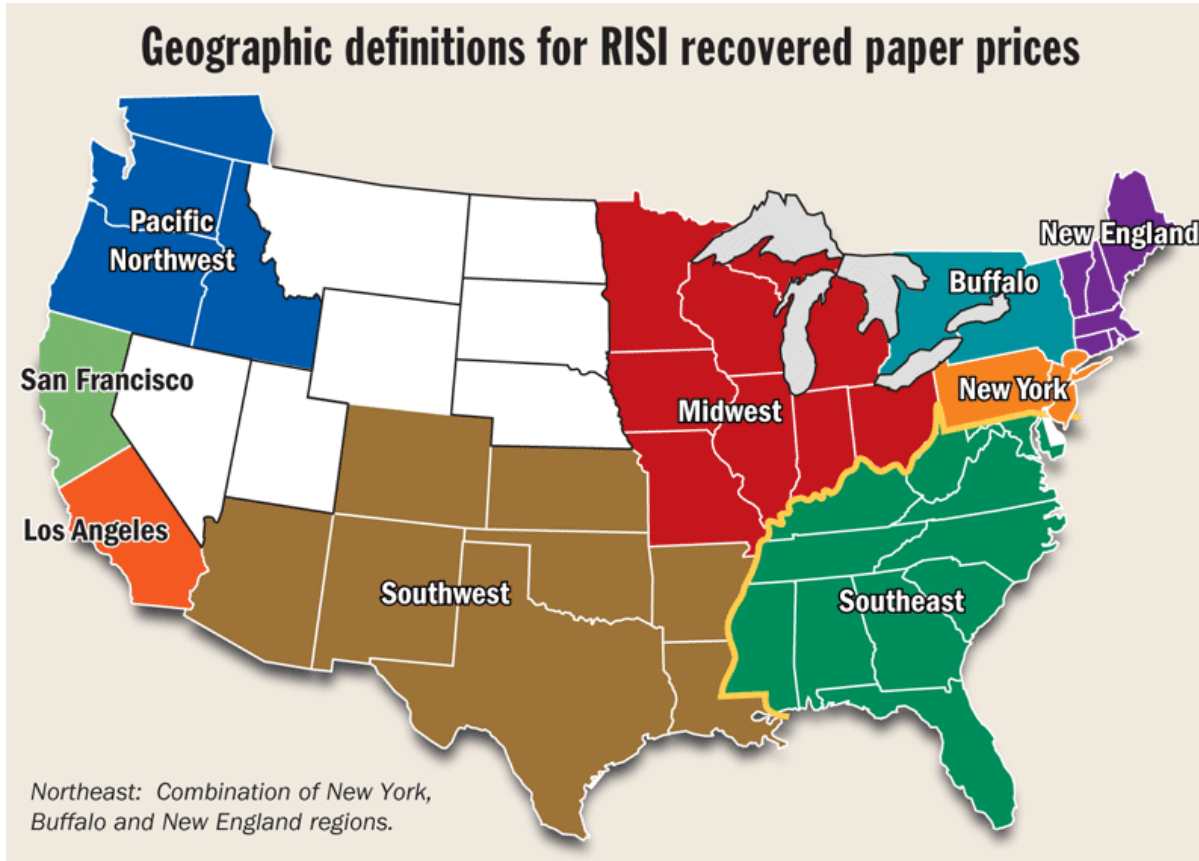 Geographic definitions for RISI recovered paper prices
Pacific
Northwest
New England
Buffalo
San Francisco
New York
Midwest
Los Angeles
Southwest
Southeast
Northeast: Combination of New York,
Buffalo and New England regions.